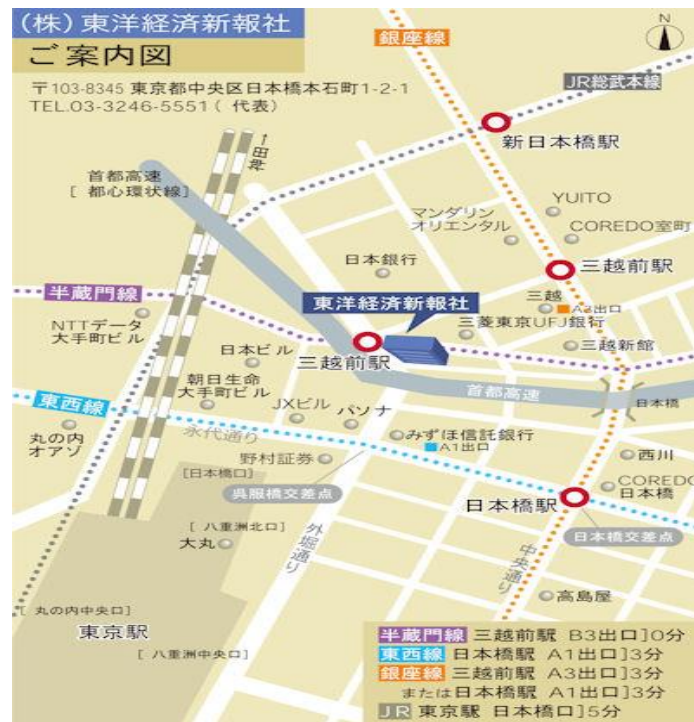 (株)東洋経済新報社
ご案内図
〒103-8345 東京都中央区日本橋本石町1-2-1
TEL.03-3246-5551( 代表)
N
銀座線
JR総武本線
新日本橋駅
→神田
首都高速
[ 都心環状線]
YUITO
マンダリン
オリエンタル
COREDO室町
日本銀行
三越前駅
半蔵門線
東洋経済新報社
三越
A3出口
NTTデータ
大手町ビル
三菱東京UFJ銀行
三越新館
日本ビル
三越前駅
朝日生命
大手町ビル
首都高速
日本橋
東西線
JXビル
パソナ
丸の内
オアゾ
永代通り
みずほ信託銀行
A1出口
野村証券
西川
[日本橋口]
COREDO
日本橋
呉服橋交差点
日本橋駅
[ 八重洲北口]
大丸
外堀通り
中央通り
日本橋交差点
高島屋
[ 丸の内中央口]
東京駅
[ 八重洲中央口]
半蔵門線 三越前駅 B3出口]0分
東西線 日本橋駅 A1出口]3分
銀座線 三越前駅 A3出口]3分
または日本橋駅 A1出口]3分
JR 東京駅 日本橋口]5分